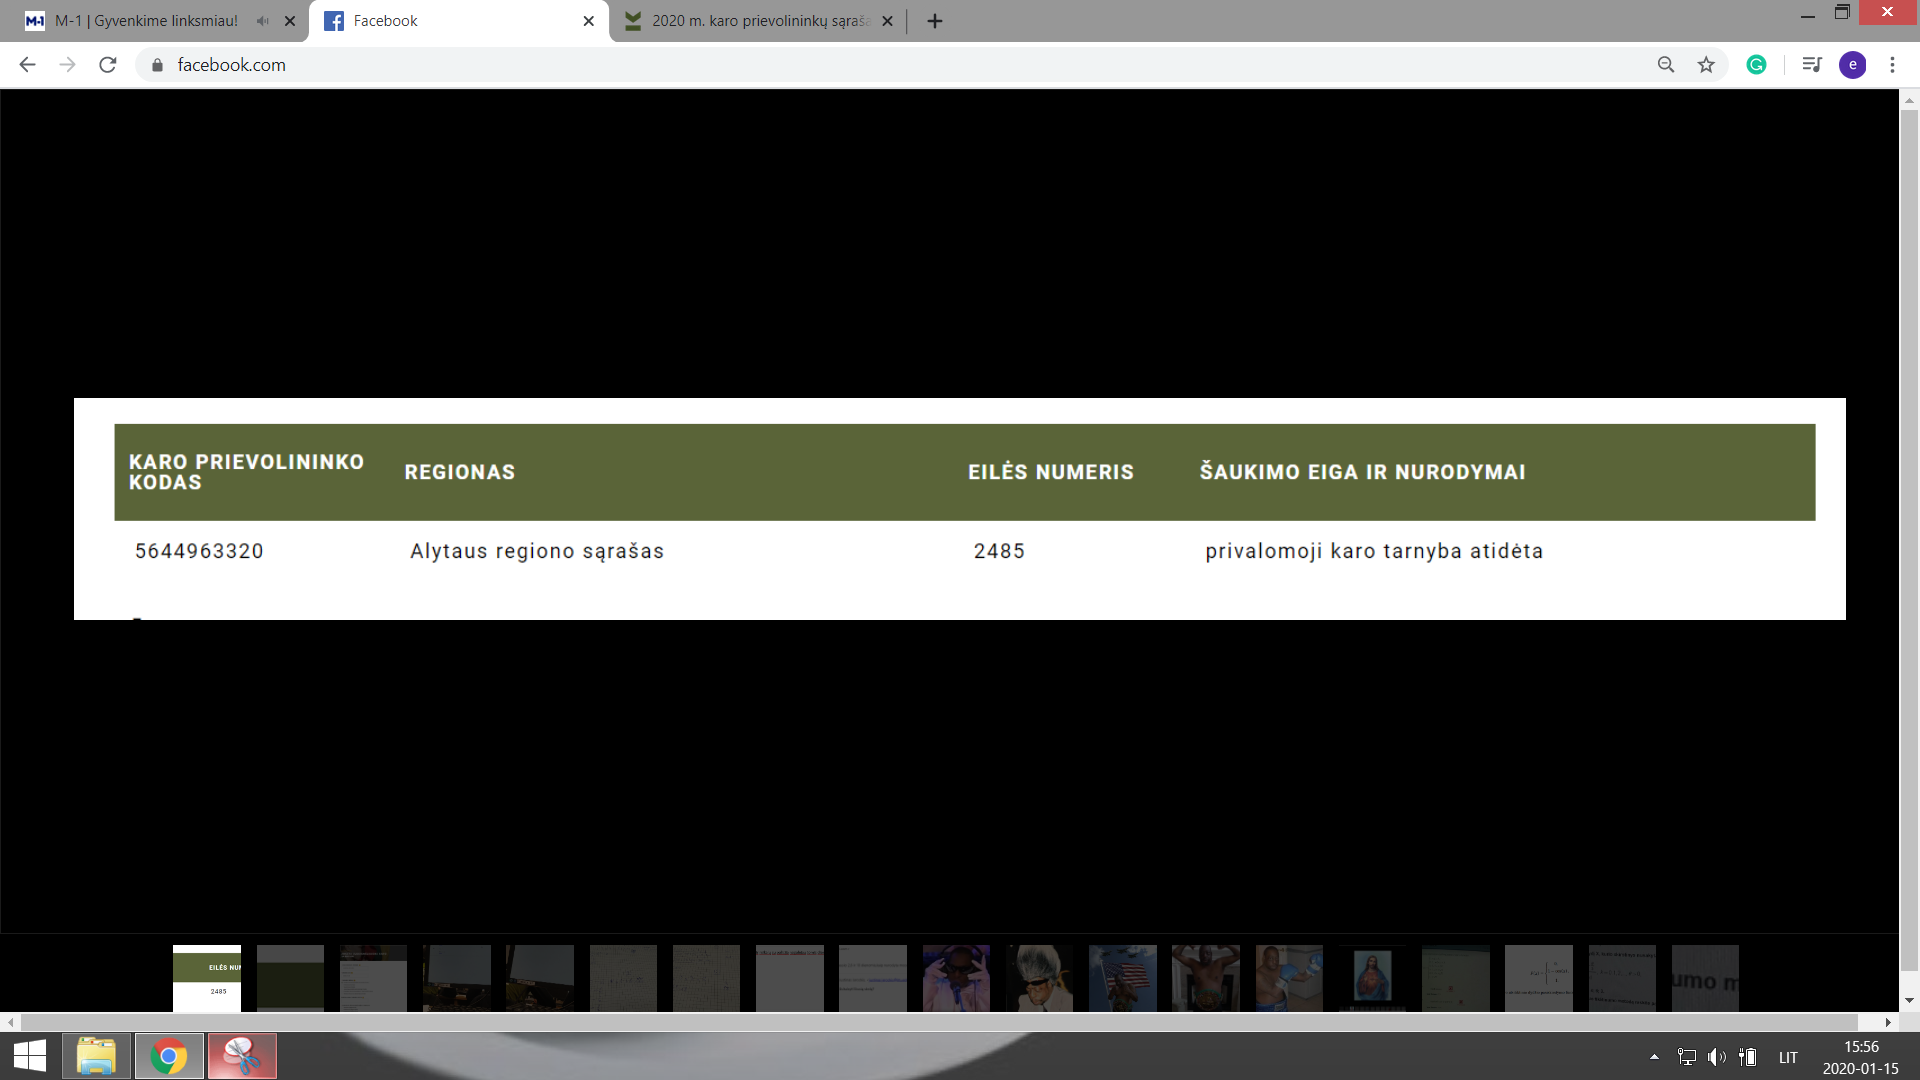 M-1 | Gyvenkime linksmiau!
Facebook
2020 m. karo prievolininkų sąraša
facebook.com
e
KARO PRIEVOLININKO
KODAS
REGIONAS
EILĖS NUMERIS
ŠAUKIMO EIGA IR NURODYMAI
5644963320
Alytaus regiono sąrašas
2485
privalomoji karo tarnyba atidėta
EILĖS NUM
2485
umo m
LIT
15:56
2020-01-15